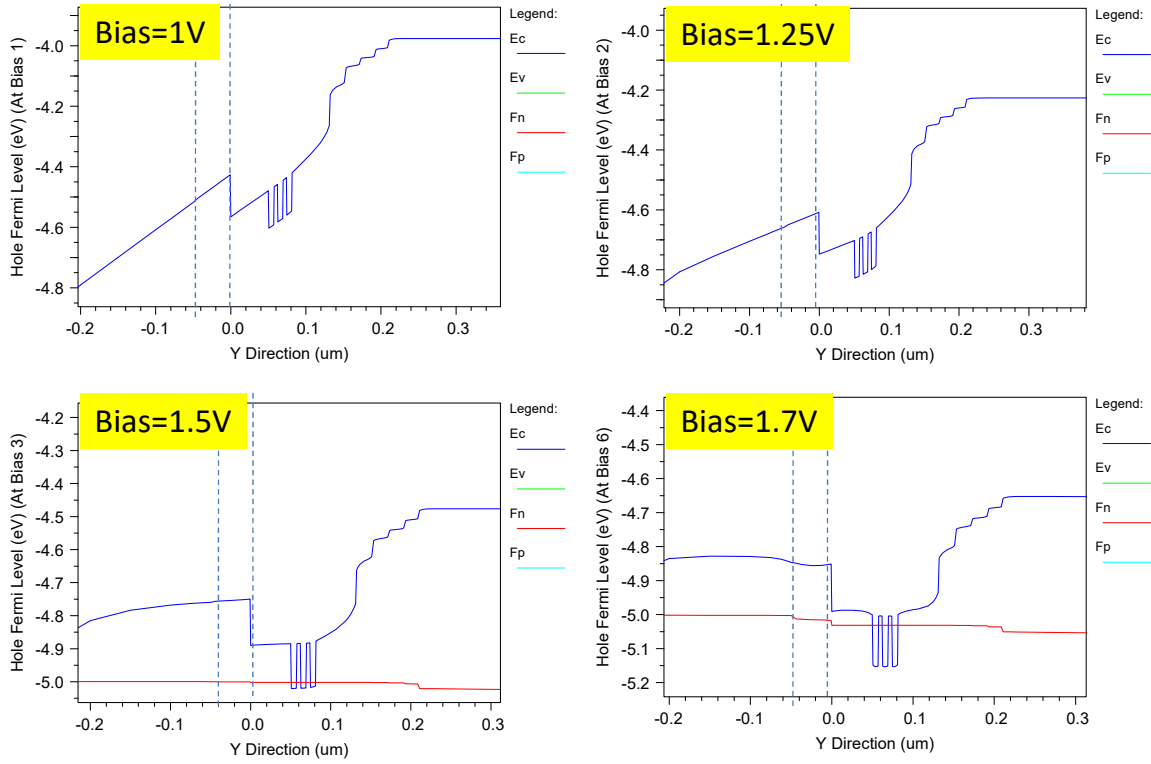 Bias=1V
Hole Fermi Level (eV) (At Bias 1)
-4.0
-4.2
-4.4
-4.6
-4.8
-0.2
-0.1
0.0
0.1
0.2
0.3
Y Direction (um)
Legend:
Ec
Ev
Fn
Fp
Bias=1.25V
Hole Fermi Level (eV) (At Bias 2)
-4.0
-4.2
-4.4
-4.6
-4.8
-0.2
-0.1
0.0
0.1
0.2
0.3
Y Direction (um)
Legend:
Ec
Ev
Fn
Fp
Bias=1.5V
Hole Fermi Level (eV) (At Bias 3)
-4.2
-4.3
-4.4
-4.5
-4.6
-4.7
-4.8
-4.9
-5.0
-0.2
-0.1
0.0
0.1
0.2
0.3
Y Direction (um)
Legend:
Ec
Ev
Fn
Fp
Bias=1.7V
Hole Fermi Level (eV) (At Bias 6)
-4.4
-4.5
-4.6
-4.7
-4.8
-4.9
-5.0
-5.1
-5.2
-0.2
-0.1
0.0
0.1
0.2
0.3
Y Direction (um)
Legend:
Ec
Ev
Fn
Fp